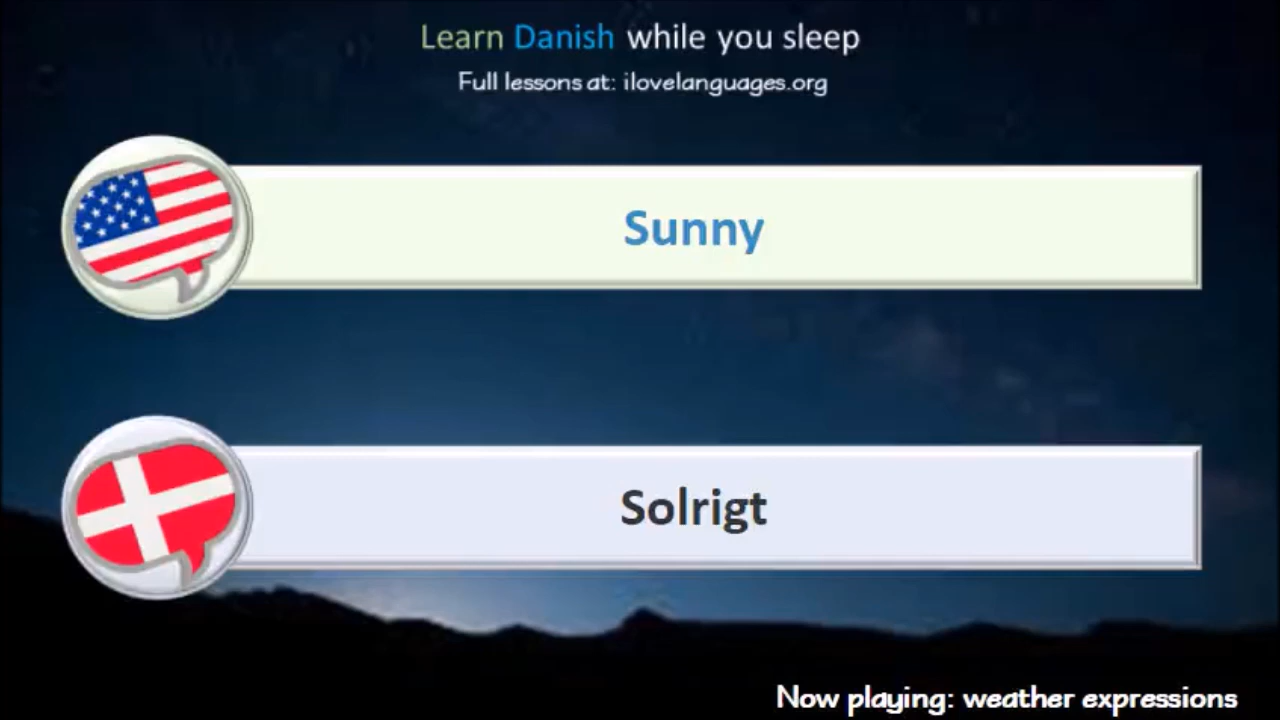 Learn Danish while you sleep
Full lessons at: ilovelanguages.org
Sunny
Solrigt
Now playing: weather expressions